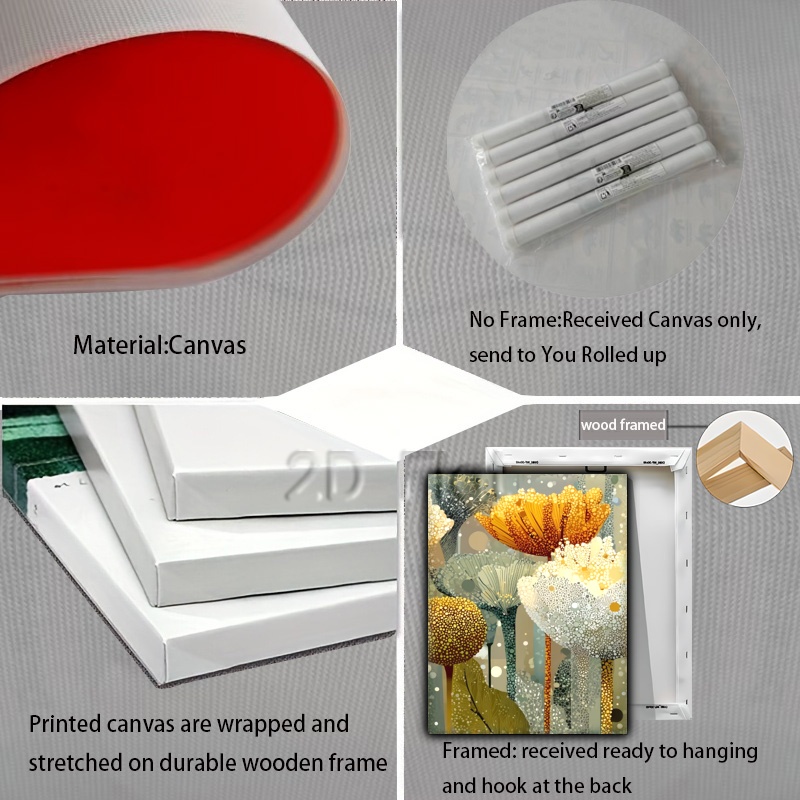 Material:Canvas
No Frame:Received Canvas only,
send to You Rolled up
2D
wood framed
Printed canvas are wrapped and
stretched on durable wooden frame
Framed: received ready to hanging
and hook at the back